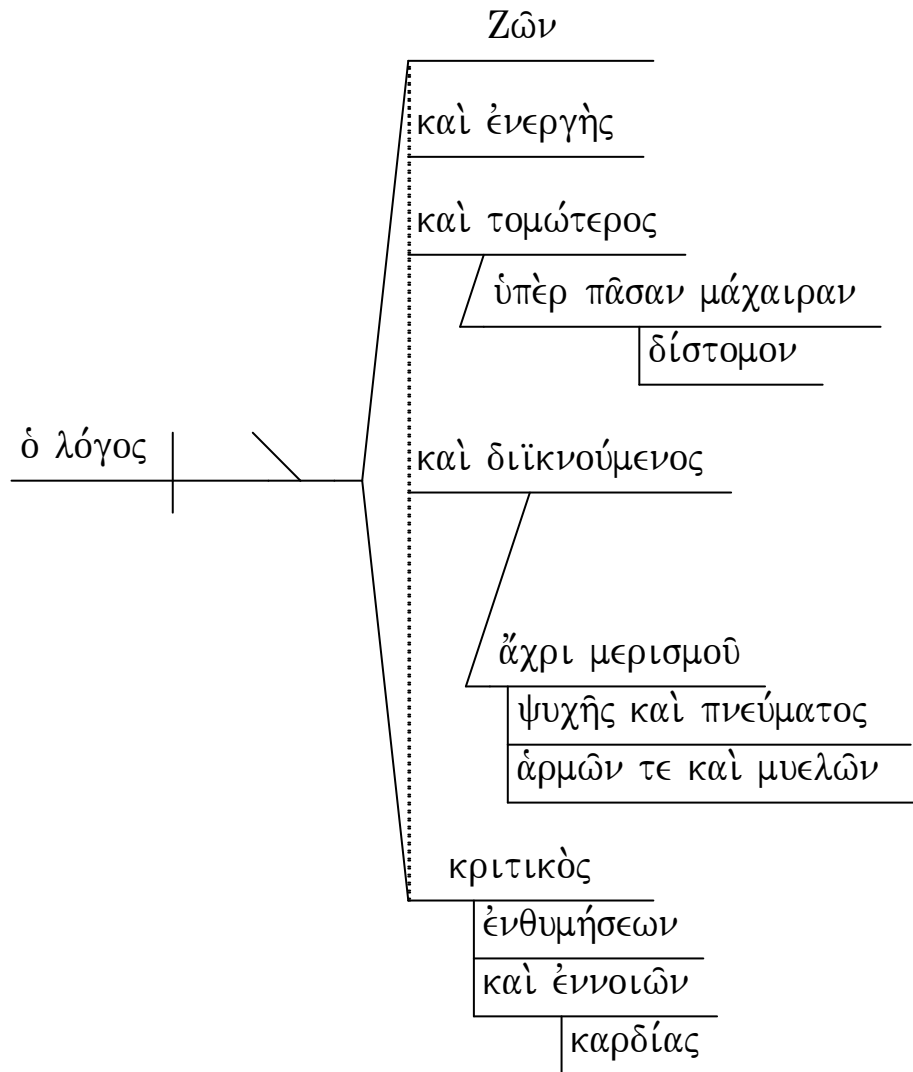 Ζῶν
καὶ ἐνεργὴς
καὶ τομώτερος
ὑπὲρ πᾶσαν μάχαιραν
δίστομον
ὁ λόγος
καὶ διϊκνούμενος
ἄχρι μερισμοῦ
ψυχῆς καὶ πνεύματος
ἁρμῶν τε καὶ μυελῶν
κριτικὸς
ἐνθυμήσεων
καὶ ἐννοιῶν
καρδίας